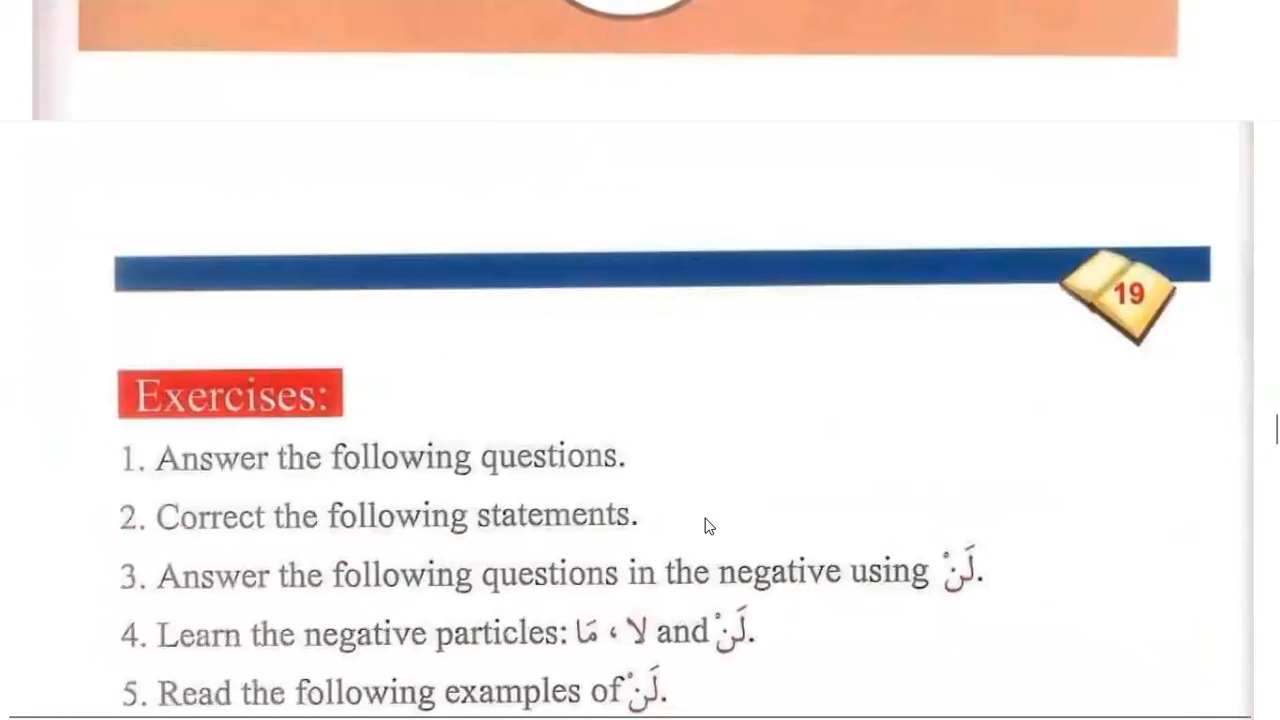 19
Exercises:
1. Answer the following questions.
2. Correct the following statements.
3. Answer the following questions in the negative using لَنْ.
4. Learn the negative particles: لا ، مَا and لَنْ.
5. Read the following examples of لَنْ.